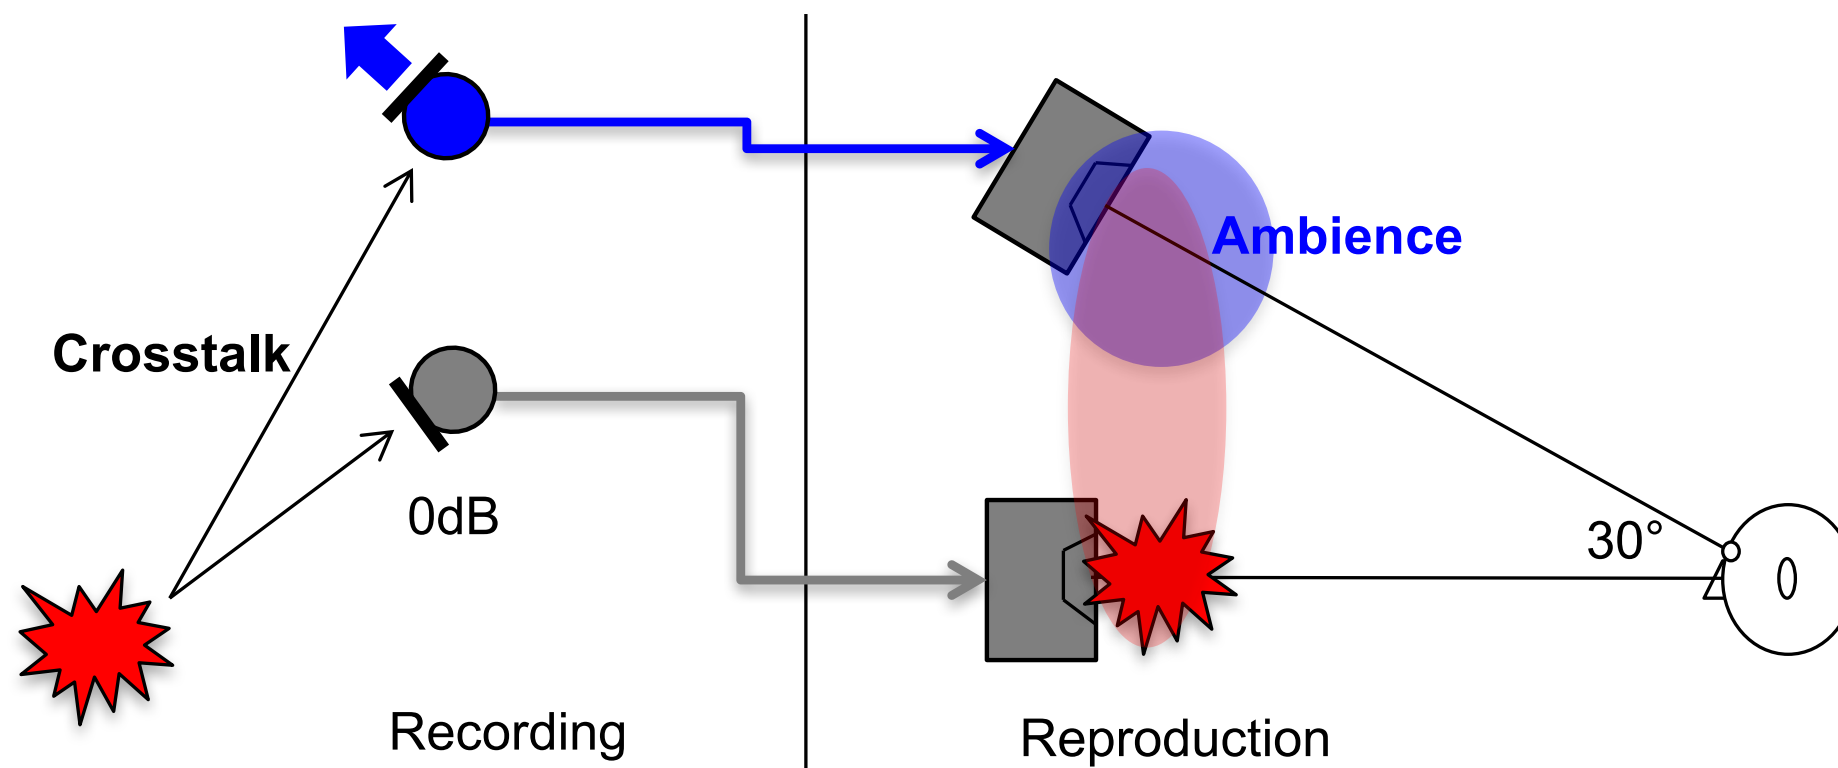 Ambience
Crosstalk
0dB
30°
Recording
Reproduction